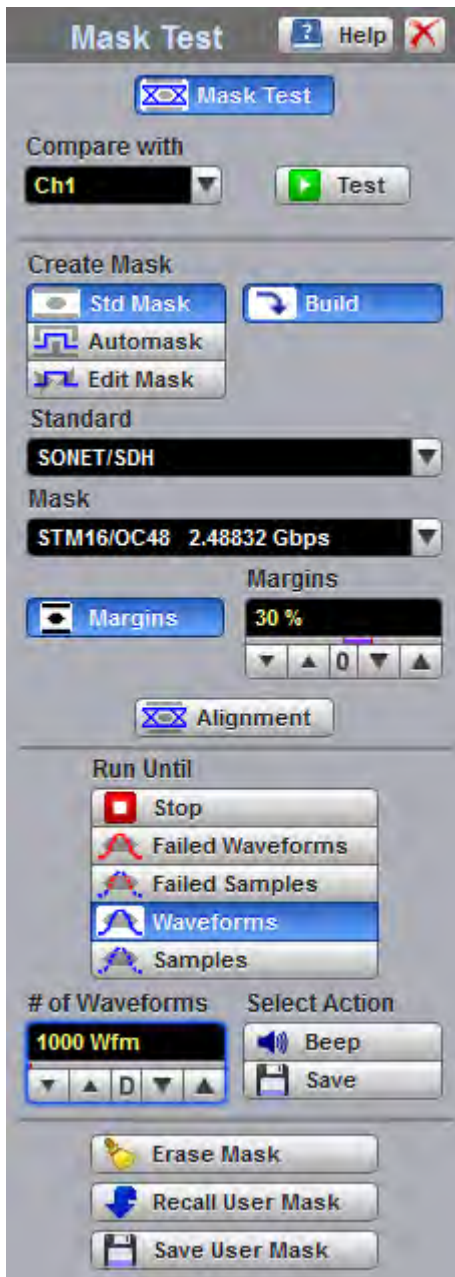 Mask Test ? Help
Mask Test
Compare with
Ch1 Test
Create Mask
Std Mask Build
Automask
Edit Mask
Standard
SONET/SDH
Mask
STM16/OC48 2.48832 Gbps
Margins
Margins 30 %
0
Alignment
Run Until
Stop
Failed Waveforms
Failed Samples
Waveforms
Samples
# of Waveforms Select Action
1000 Wfm Beep
D Save
Erase Mask
Recall User Mask
Save User Mask